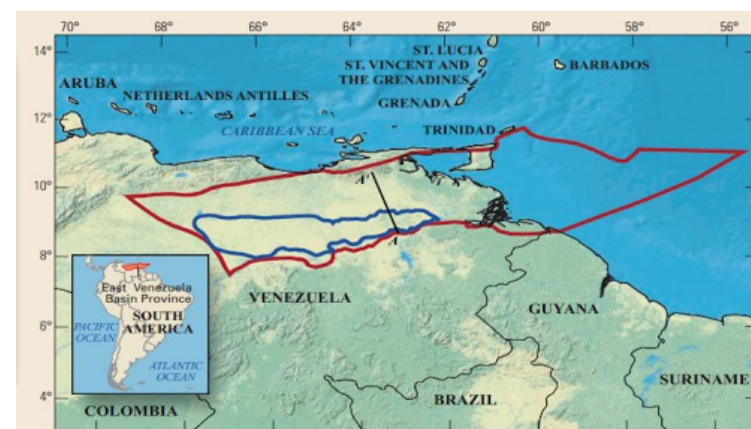 70° 68° 66° 64° 62° 60° 58° 56°
14°
12°
10°
8°
6°
4°
ST. LUCIA
ST. VINCENT AND
THE GRENADINES
BARBADOS
ARUBA
NETHERLANDS ANTILLES
GRENADA
CARIBBEAN SEA
TRINIDAD
A'
A
VENEZUELA
GUYANA
SURINAME
BRAZIL
COLOMBIA
East Venezuela
Basin Province
SOUTH
AMERICA
PACIFIC
OCEAN
ATLANTIC
OCEAN